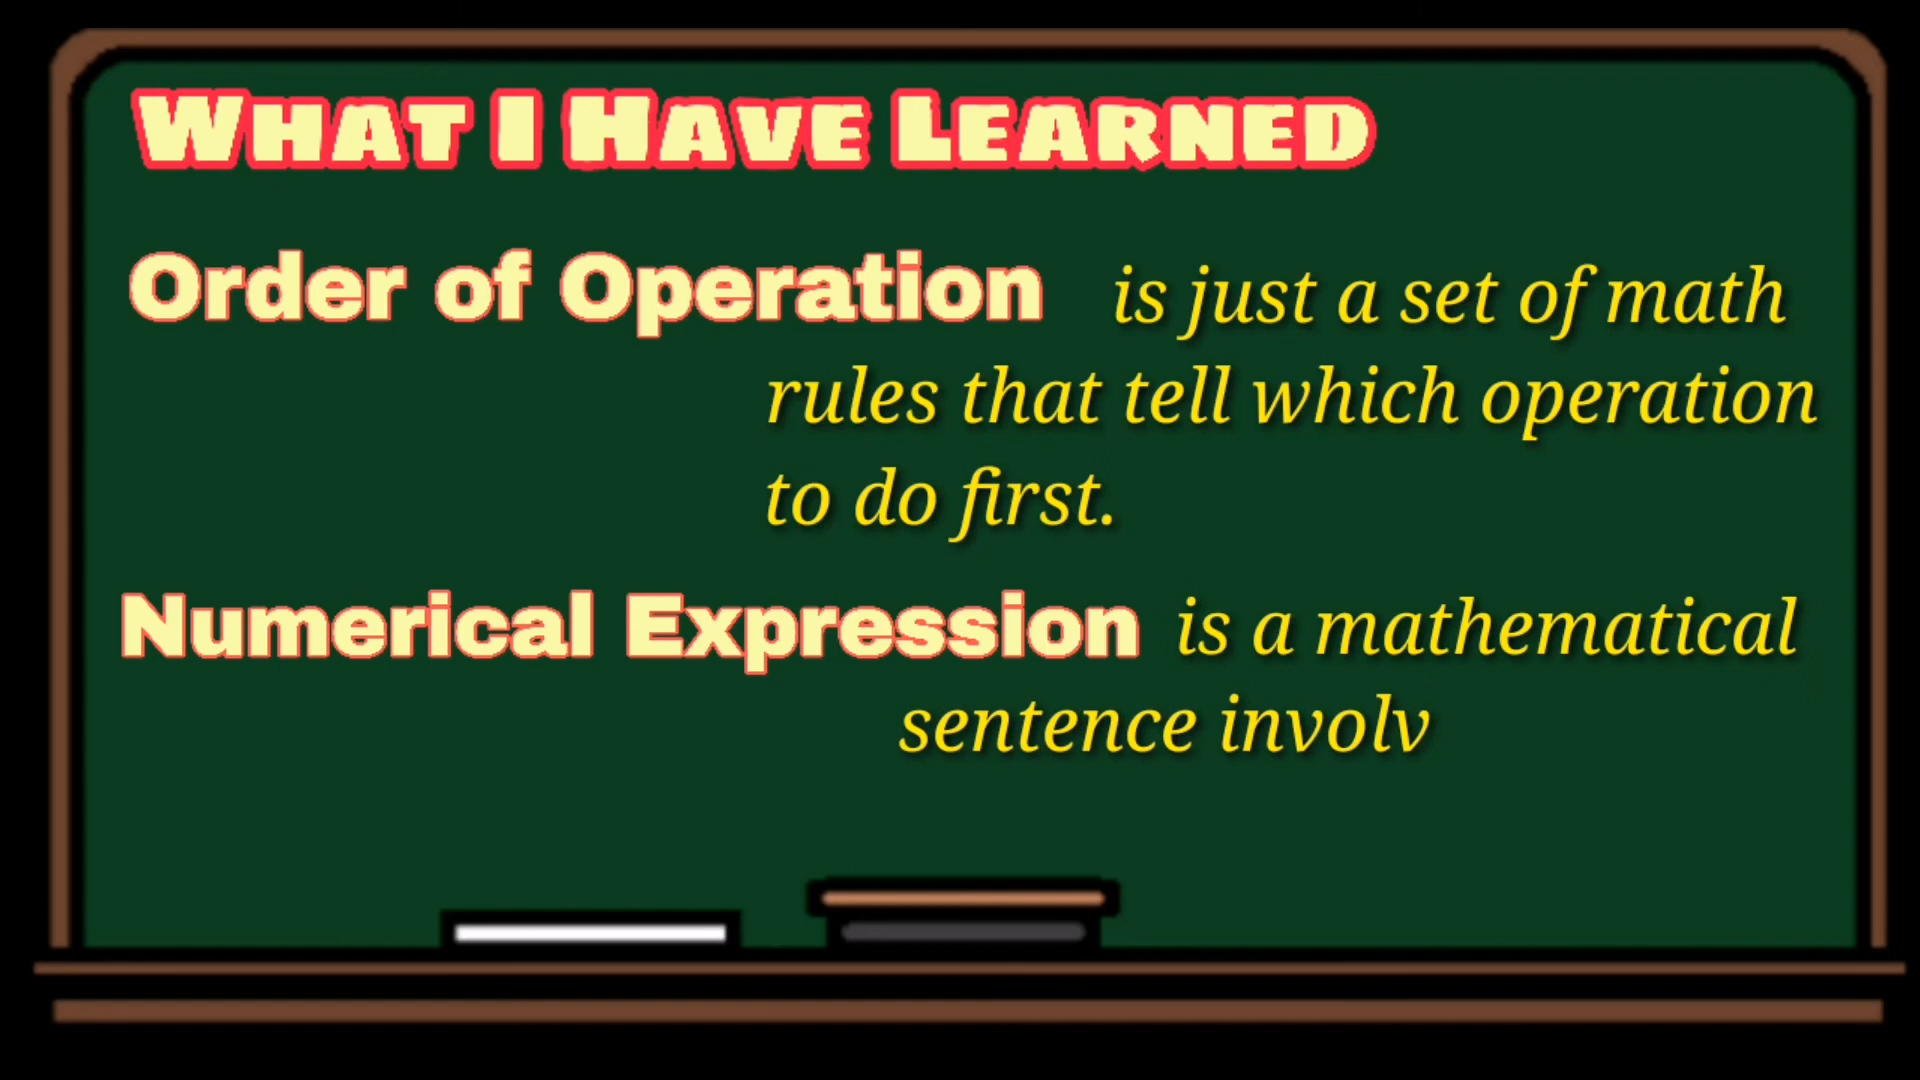 What I Have Learned
Order of Operation is just a set of math
rules that tell which operation
to do first.
Numerical Expression is a mathematical
sentence involv